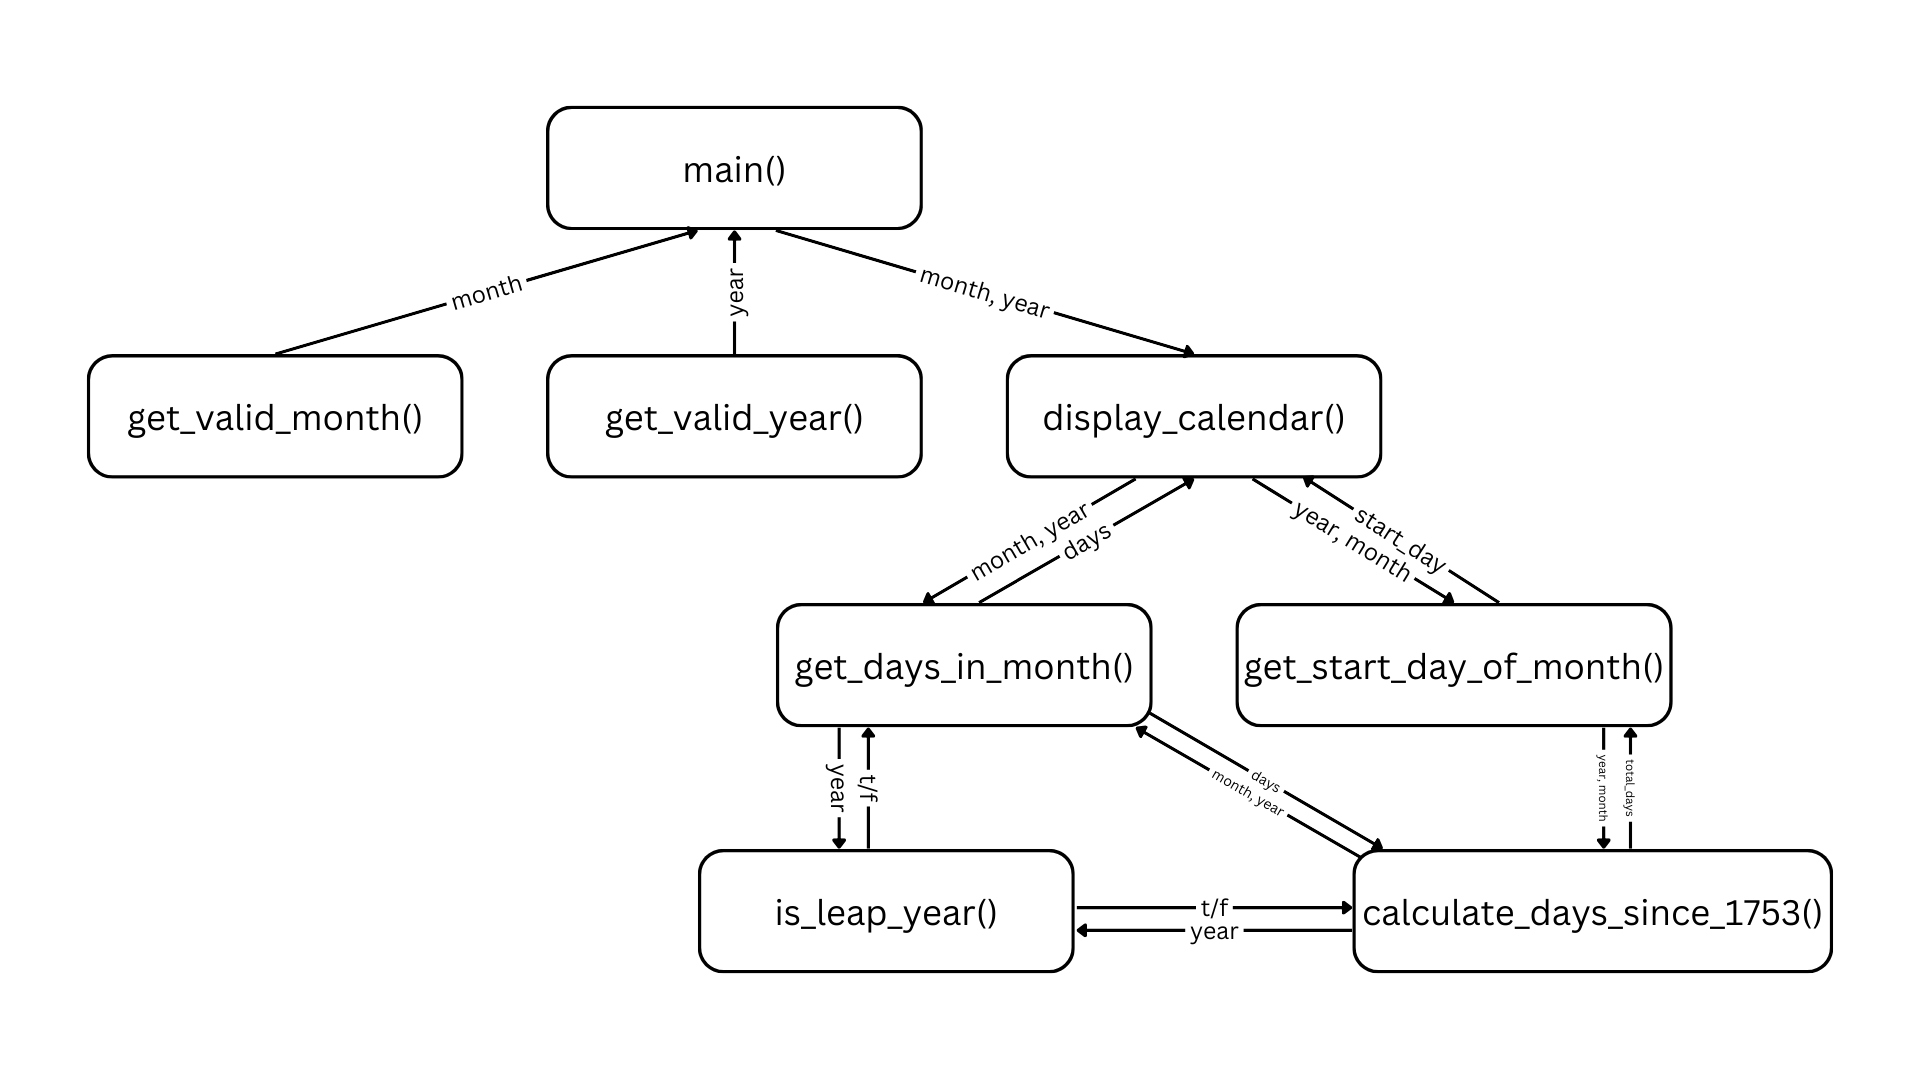 main()
month
year
month, year
get_valid_month()
get_valid_year()
display_calendar()
month, year
days
year, month
start_day
get_days_in_month()
get_start_day_of_month()
year
t/f
days
month, year
year, month
total_days
is_leap_year()
t/f
year
calculate_days_since_1753()